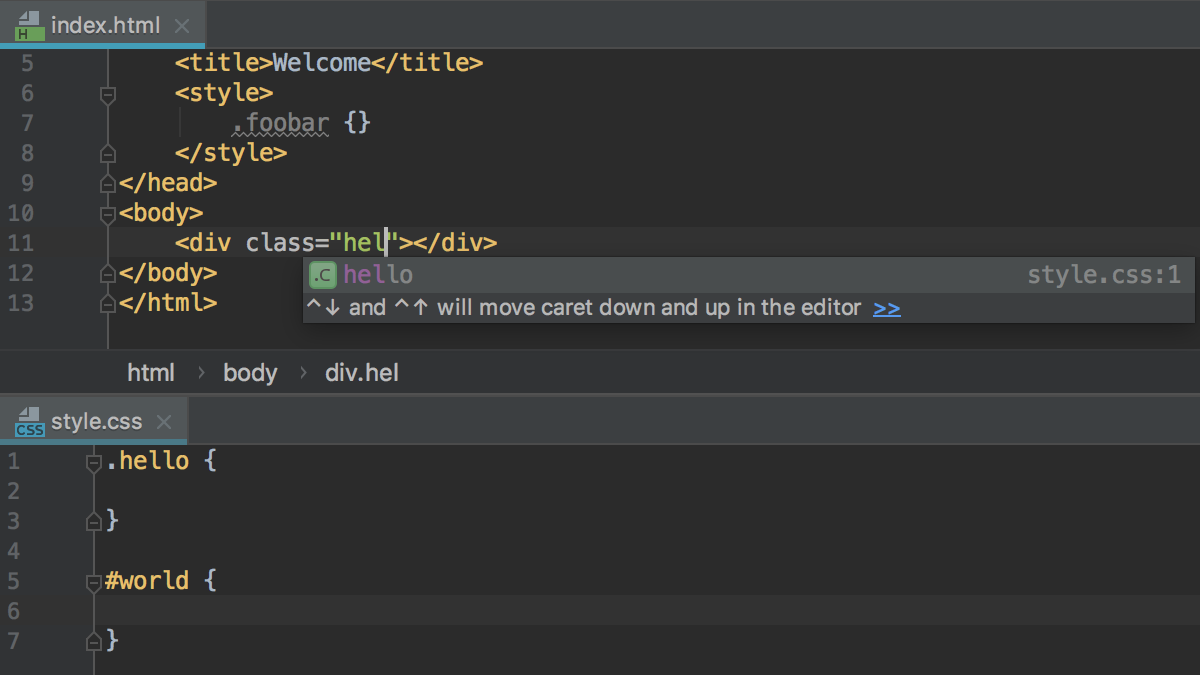 H index.html ×
5 <title>Welcome</title>
6 <style>
7 .foobar {}
8 </style>
9 </head>
10 <body>
11 <div class="hel"></div>
.C hello style.css:1
12 </body>
^↓ and ^↑ will move caret down and up in the editor >>
13 </html>
html › body › div.hel
CSS style.css ×
1 .hello {
2
3 }
4
5 #world {
6
7 }